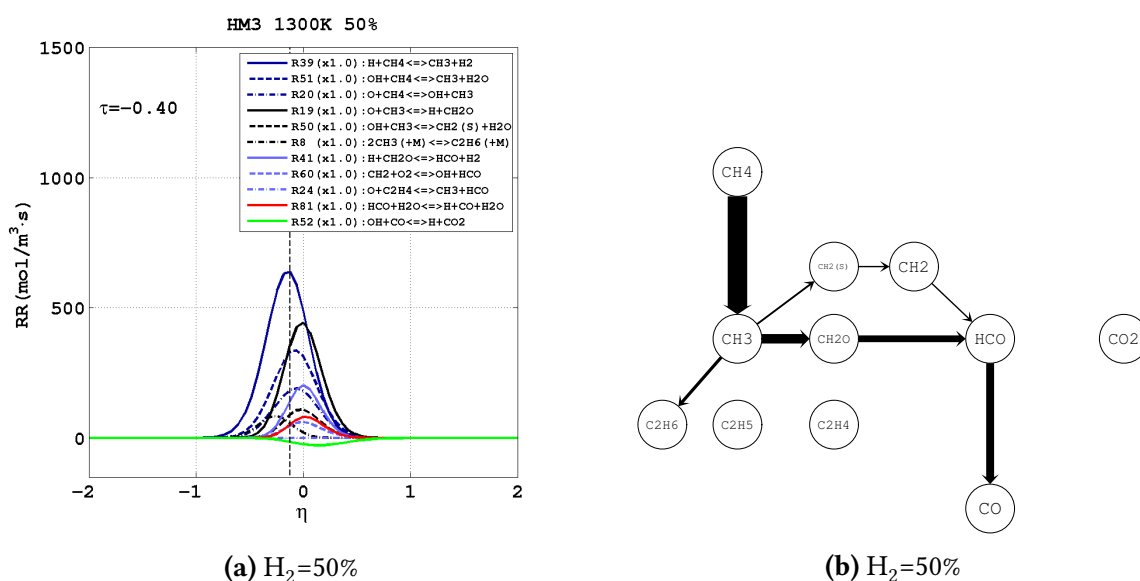 HM3 1300K 50%
1500
1000
500
0
RR(mol/m³·s)
τ=−0.40
R39(x1.0):H+CH4<=>CH3+H2
R51(x1.0):OH+CH4<=>CH3+H2O
R20(x1.0):O+CH4<=>OH+CH3
R19(x1.0):O+CH3<=>H+CH2O
R50(x1.0):OH+CH3<=>CH2(S)+H2O
R8 (x1.0):2CH3(+M)<=>C2H6(+M)
R41(x1.0):H+CH2O<=>HCO+H2
R60(x1.0):CH2+O2<=>OH+HCO
R24(x1.0):O+C2H4<=>CH3+HCO
R81(x1.0):HCO+H2O<=>H+CO+H2O
R52(x1.0):OH+CO<=>H+CO2
−2 −1 0 1 2
η
(a) H₂=50%
CH4
CH2(S) CH2
CH3 CH2O HCO CO2
C2H6 C2H5 C2H4
CO
(b) H₂=50%